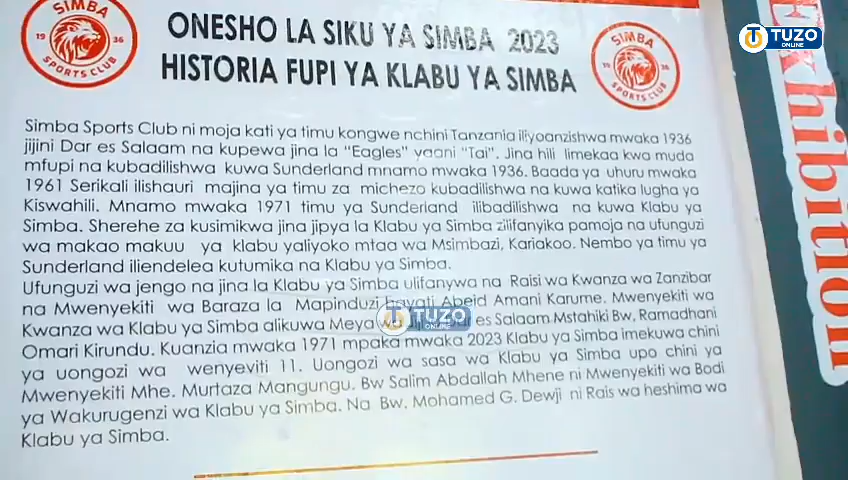 SIMBA
1936
SPORTS CLUB
ONESHO LA SIKU YA SIMBA 2023
HISTORIA FUPI YA KLABU YA SIMBA
SIMBA
1936
SPORTS CLUB
TUZO
ONLINE
Exhibition
Simba Sports Club ni moja kati ya timu kongwe nchini Tanzania iliyoanzishwa mwaka 1936
jijini Dar es Salaam na kupewa jina la “Eagles” yaani “Tai”. Jina hili limekaa kwa muda
mfupi na kubadilishwa kuwa Sunderland mnamo mwaka 1936. Baada ya uhuru mwaka
1961 Serikali ilishauri majina ya timu za michezo kubadilishwa na kuwa katika lugha ya
Kiswahili. Mnamo mwaka 1971 timu ya Sunderland ilibadilishwa na kuwa Klabu ya
Simba. Sherehe za kusimikwa jina jipya la Klabu ya Simba zilifanyika pamoja na ufunguzi
wa makao makuu ya klabu yaliyoko mtaa wa Msimbazi, Kariakoo. Nembo ya timu ya
Sunderland iliendelea kutumika na Klabu ya Simba.
Ufunguzi wa jengo na jina la Klabu ya Simba ulifanywa na Raisi wa Kwanza wa Zanzibar
na Mwenyekiti wa Baraza la Mapinduzi hayati Abeid Amani Karume. Mwenyekiti wa
Kwanza wa Klabu ya Simba alikuwa Meya wa es Salaam Mstahiki Bw, Ramadhani
Omari Kirundu. Kuanzia mwaka 1971 mpaka mwaka 2023 Klabu ya Simba imekuwa chini
ya uongozi wa wenyeviti 11. Uongozi wa sasa wa Klabu ya Simba upo chini ya
Mwenyekiti Mhe. Murtaza Mangungu. Bw Salim Abdallah Mhene ni Mwenyekiti wa Bodi
ya Wakurugenzi wa Klabu ya Simba. Na Bw. Mohamed G. Dewji ni Rais wa heshima wa
Klabu ya Simba.
TUZO
ONLINE